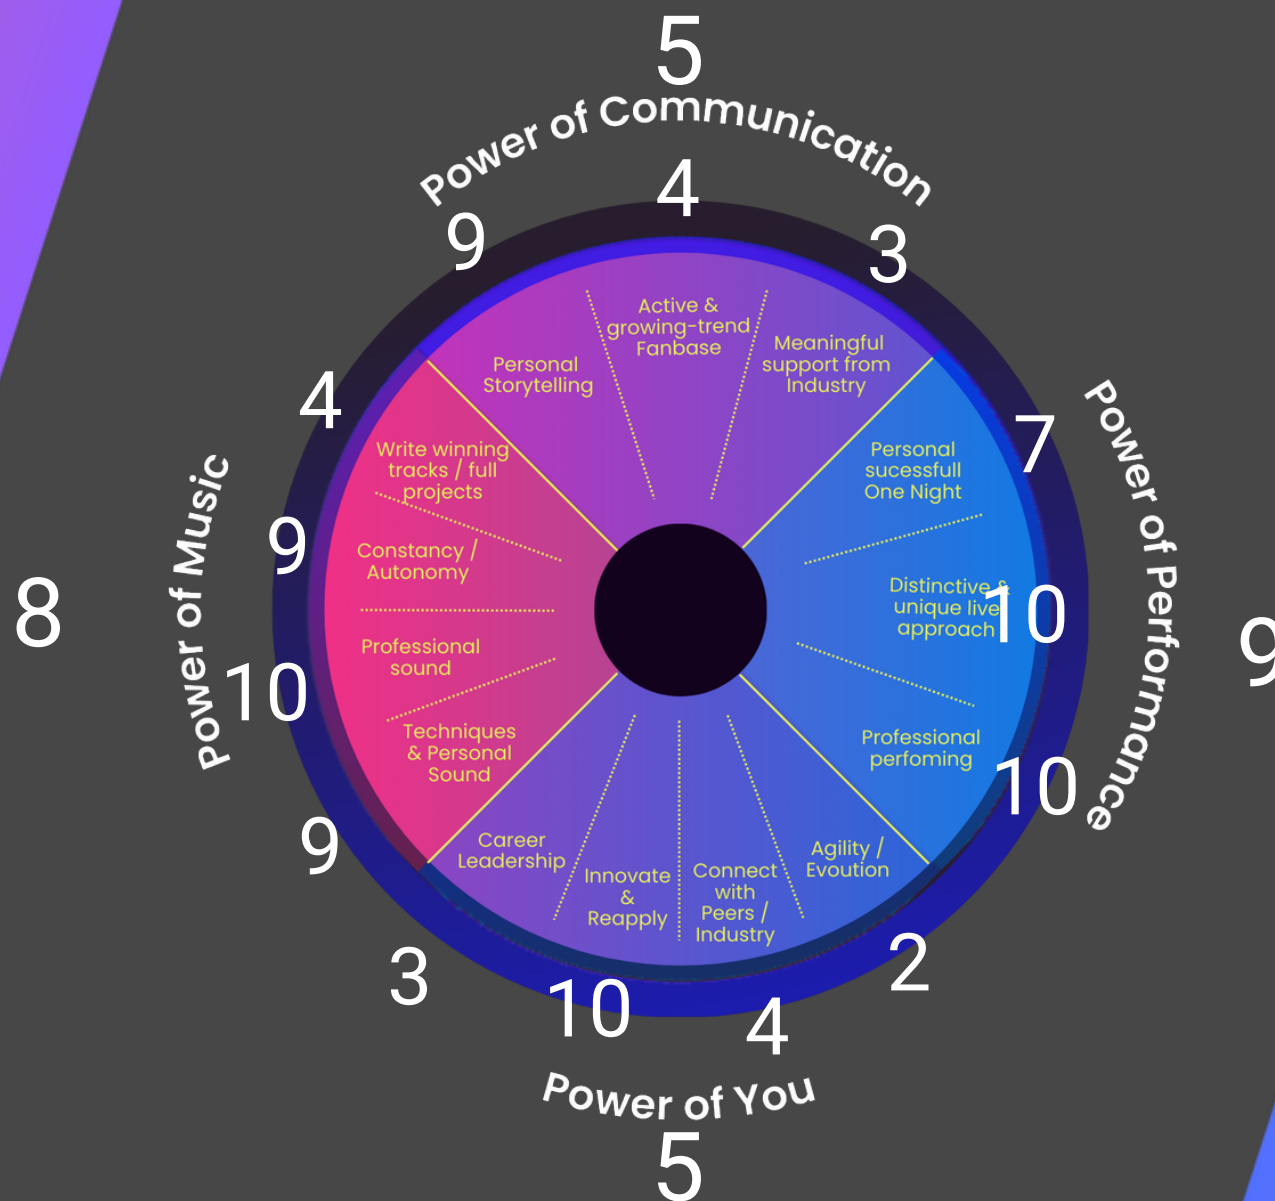 5
Power of Communication
4
9
3
Active &
growing-trend
Fanbase
Meaningful
support from
Industry
Personal
Storytelling
4
7
Power of Performance
Write winning
tracks / full
projects
Personal
sucessfull
One Night
Power of Music
9
Constancy /
Autonomy
Distinctive &
unique live
approach
10
8
9
Professional
sound
10
Techniques
& Personal
Sound
Professional
perfoming
10
9
Career
Leadership
Innovate
&
Reapply
Connect
with
Peers /
Industry
Agility /
Evoution
3
10
4
2
Power of You
5